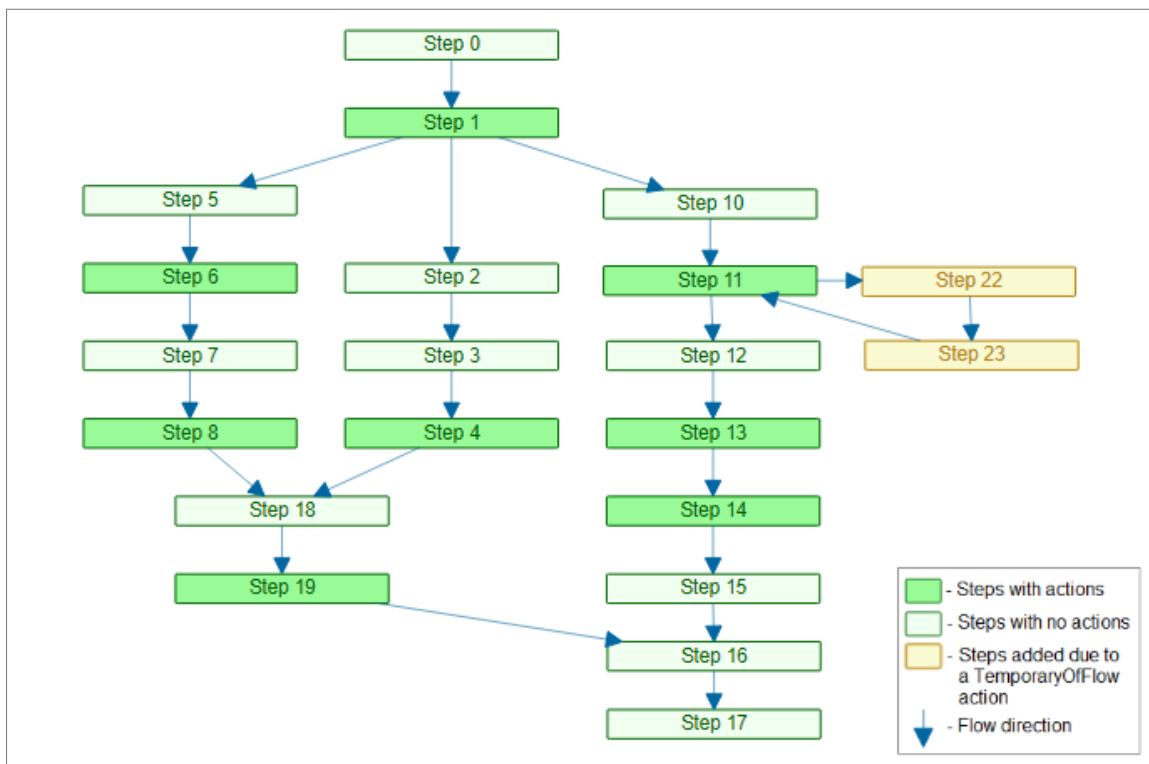 Step 0
Step 1
Step 5
Step 10
Step 6
Step 2
Step 11
Step 22
Step 7
Step 3
Step 12
Step 23
Step 8
Step 4
Step 13
Step 18
Step 14
Step 19
Step 15
Step 16
Step 17
- Steps with actions
- Steps with no actions
- Steps added due to
a TemporaryOfFlow
action
- Flow direction